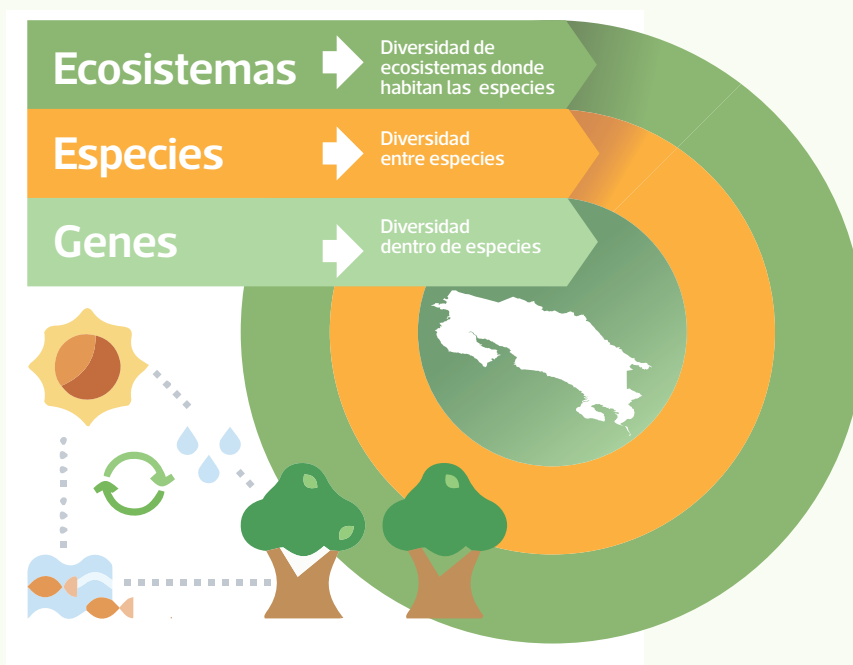 Ecosistemas
Diversidad de
ecosistemas donde
habitan las especies
Especies
Diversidad
entre especies
Genes
Diversidad
dentro de especies